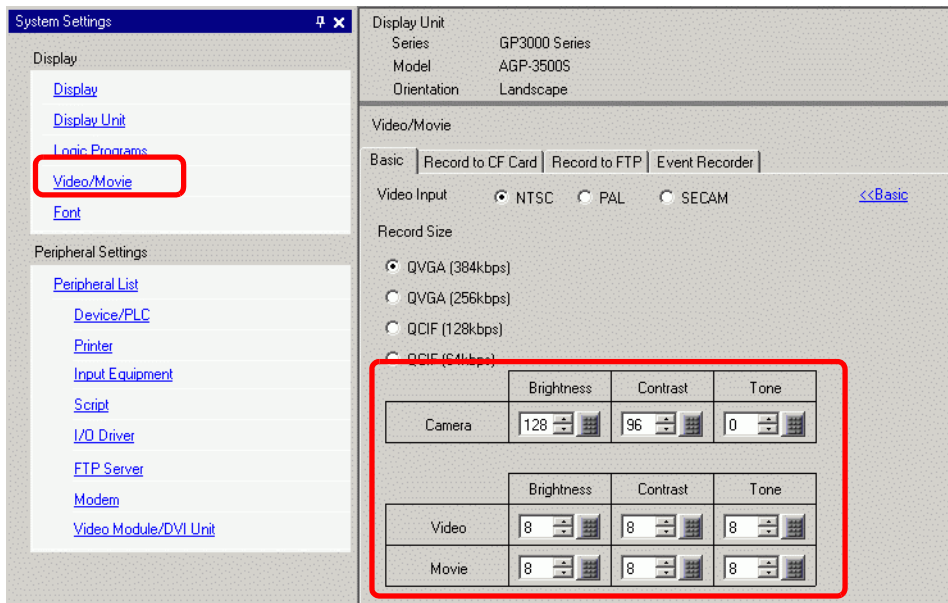 System Settings
Display
Display
Display Unit
Logic Programs
Video/Movie
Font
Peripheral Settings
Peripheral List
Device/PLC
Printer
Input Equipment
Script
I/O Driver
FTP Server
Modem
Video Module/DVI Unit
Display Unit
Series GP3000 Series
Model AGP-3500S
Orientation Landscape
Video/Movie
Basic Record to CF Card Record to FTP Event Recorder
Video Input NTSC PAL SECAM <<Basic
Record Size
QVGA (384kbps)
QVGA (256kbps)
QCIF (128kbps)
QCIF (64kbps)
Brightness Contrast Tone
Camera 128 96 0
Brightness Contrast Tone
Video 8 8 8
Movie 8 8 8